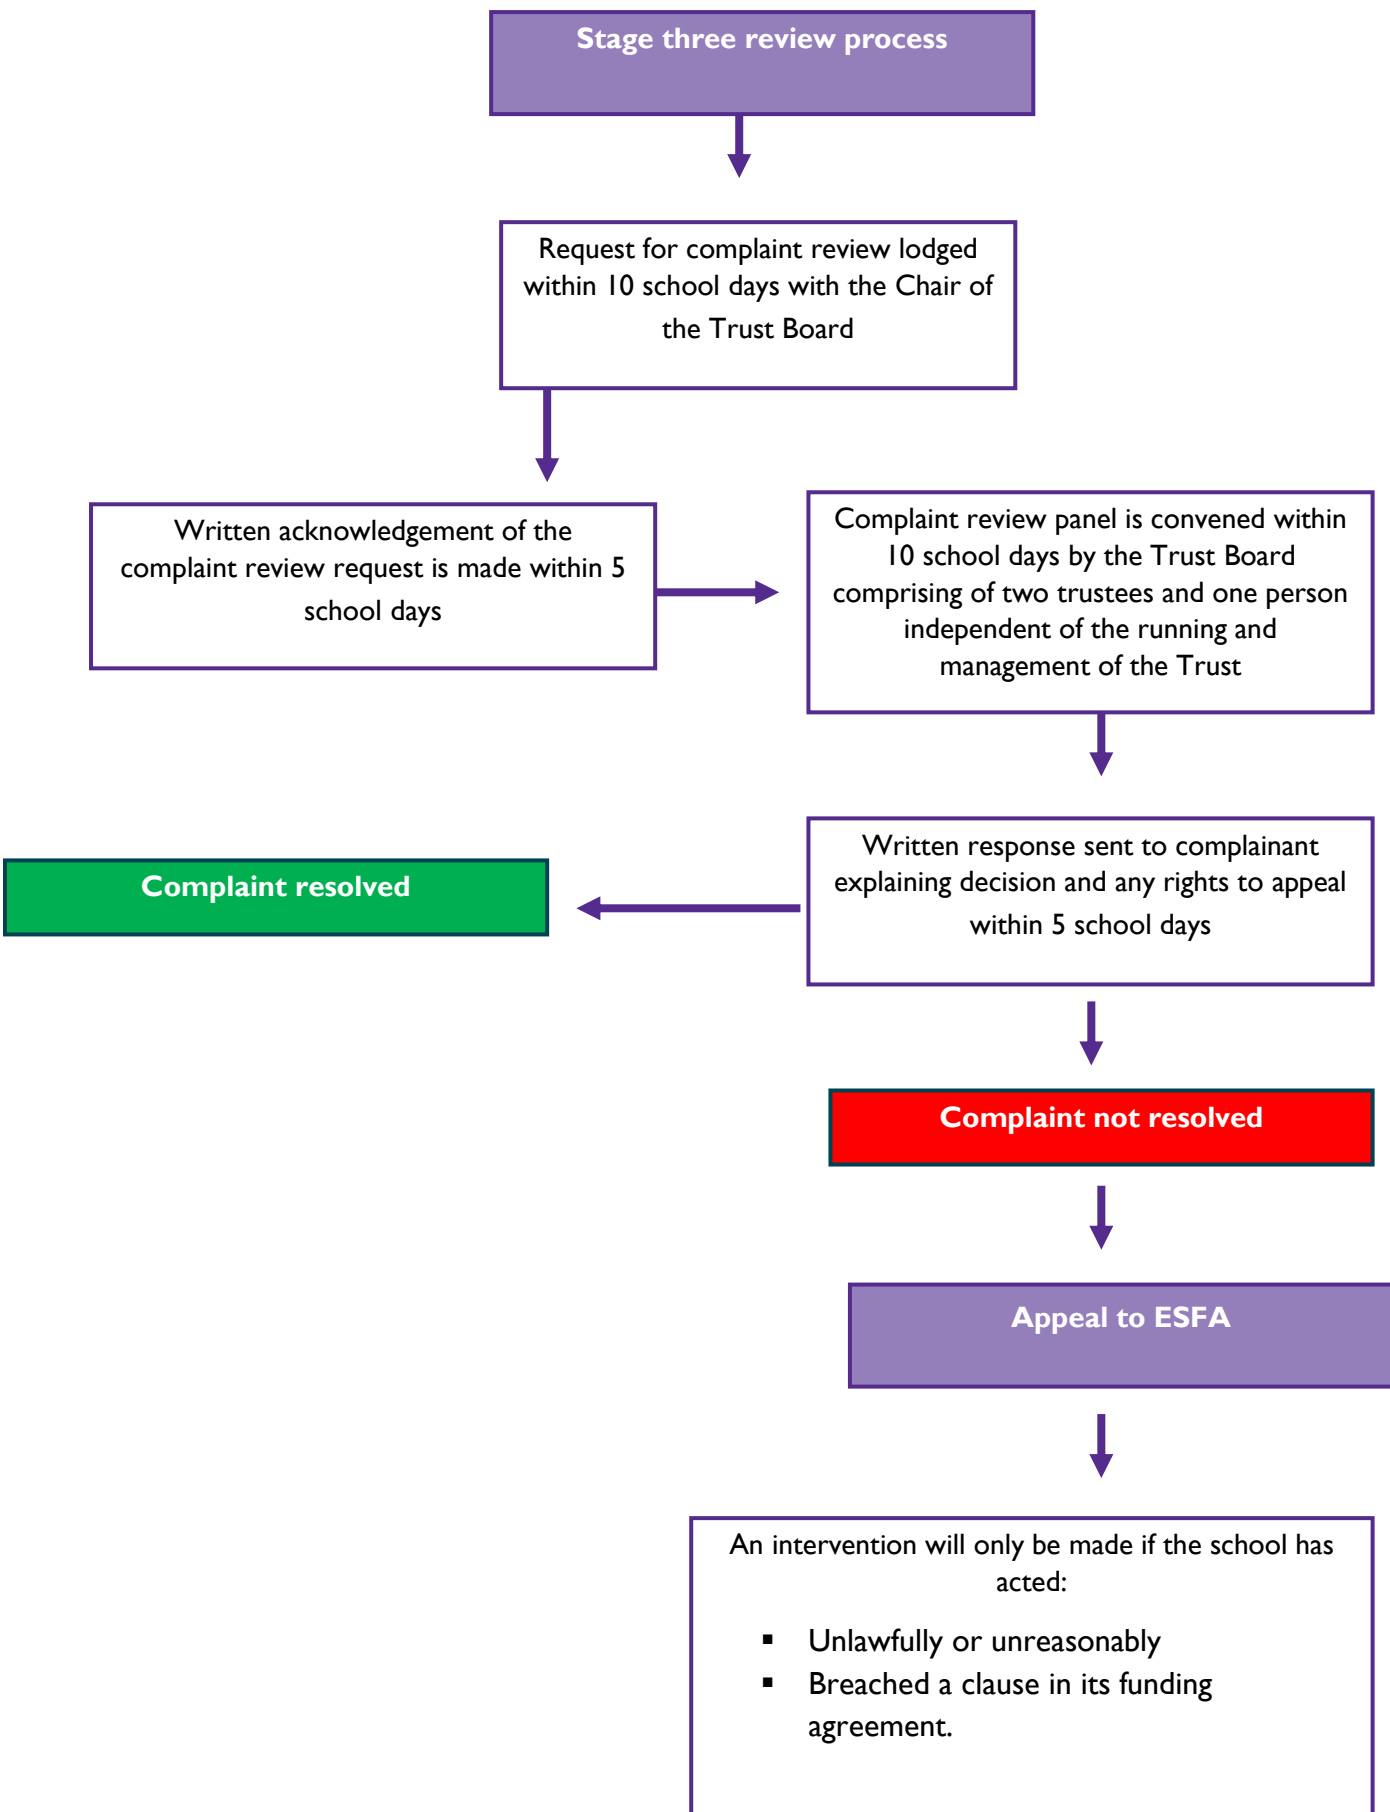 Stage three review process
Request for complaint review lodged
within 10 school days with the Chair of
the Trust Board
Written acknowledgement of the
complaint review request is made within 5
school days
Complaint review panel is convened within
10 school days by the Trust Board
comprising of two trustees and one person
independent of the running and
management of the Trust
Written response sent to complainant
explaining decision and any rights to appeal
within 5 school days
Complaint resolved
Complaint not resolved
Appeal to ESFA
An intervention will only be made if the school has
acted:
▪ Unlawfully or unreasonably
▪ Breached a clause in its funding
agreement.